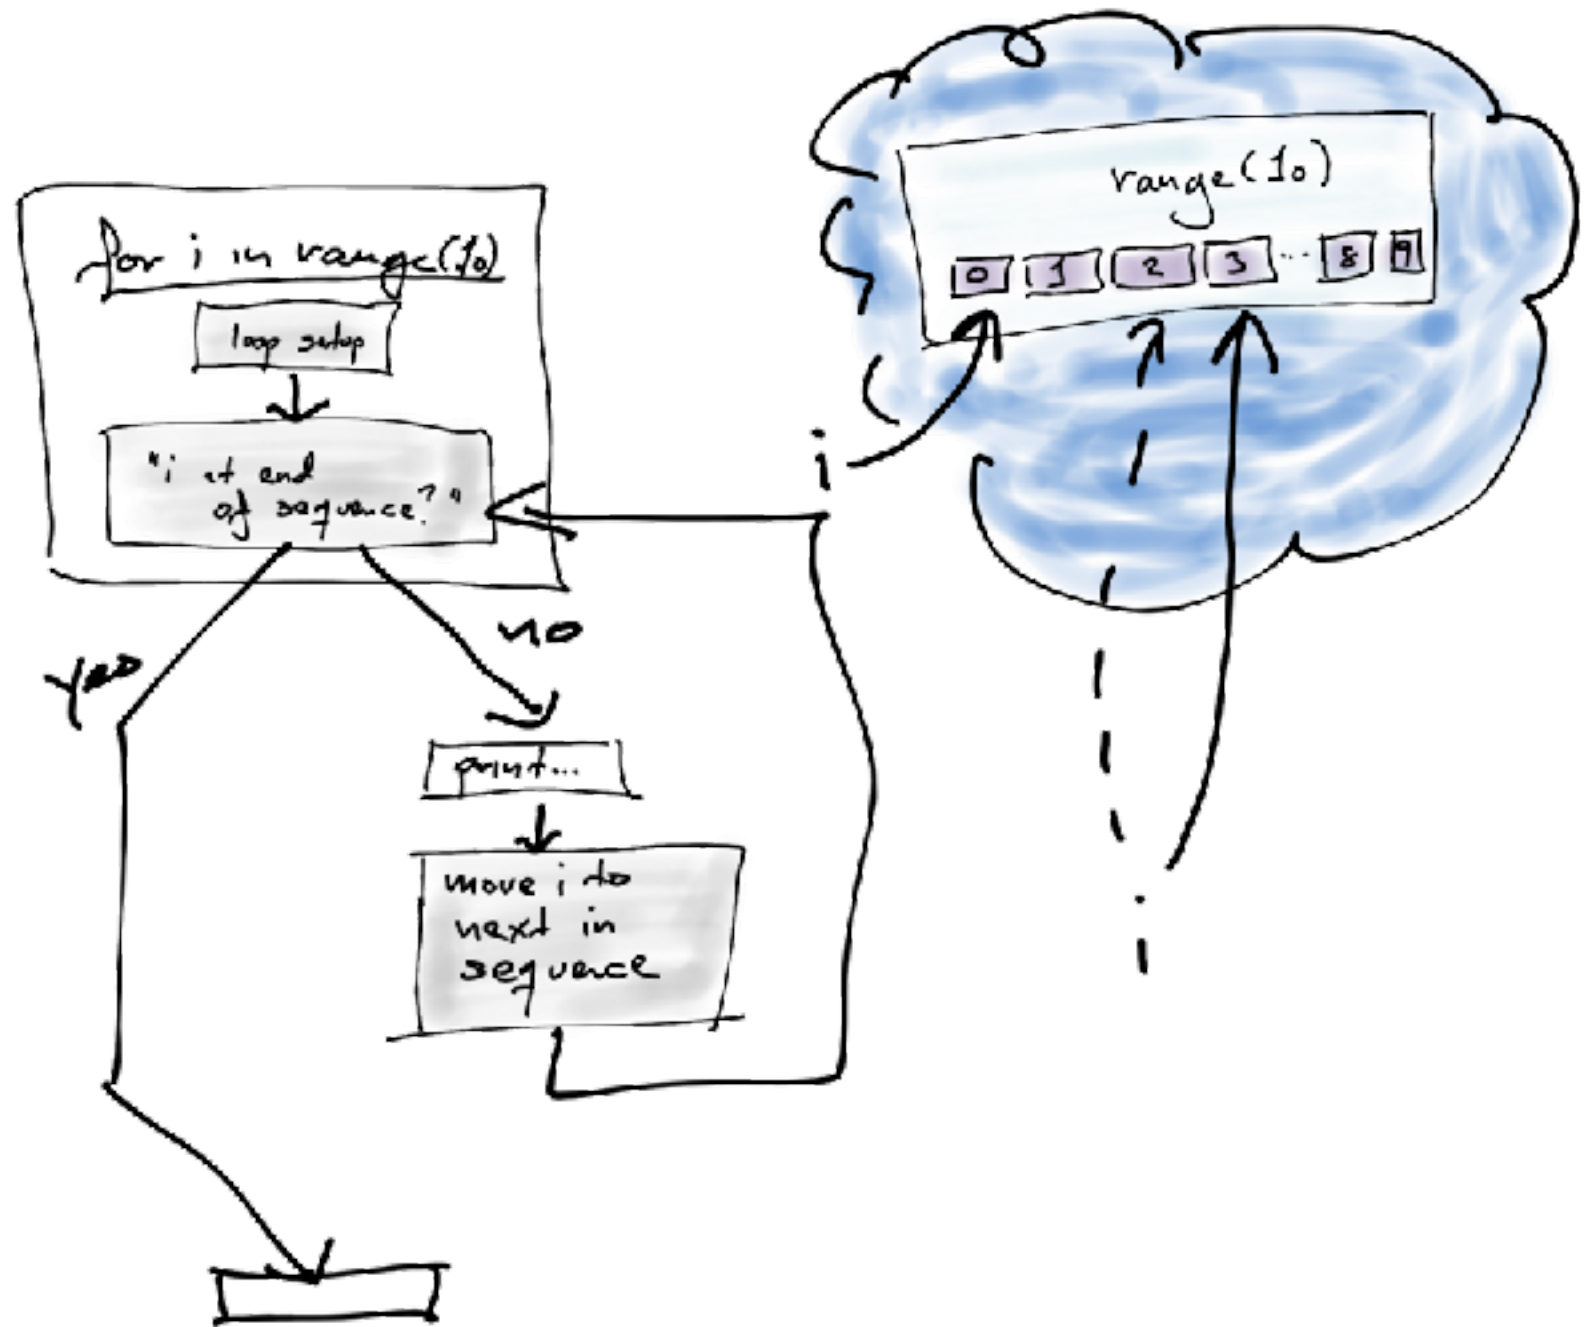 for i in range(10)
loop setup
"i at end
of sequence?"
yes
no
print...
move i to
next in
sequence
range(10)
0 1 2 3 ... 8 9
i
i